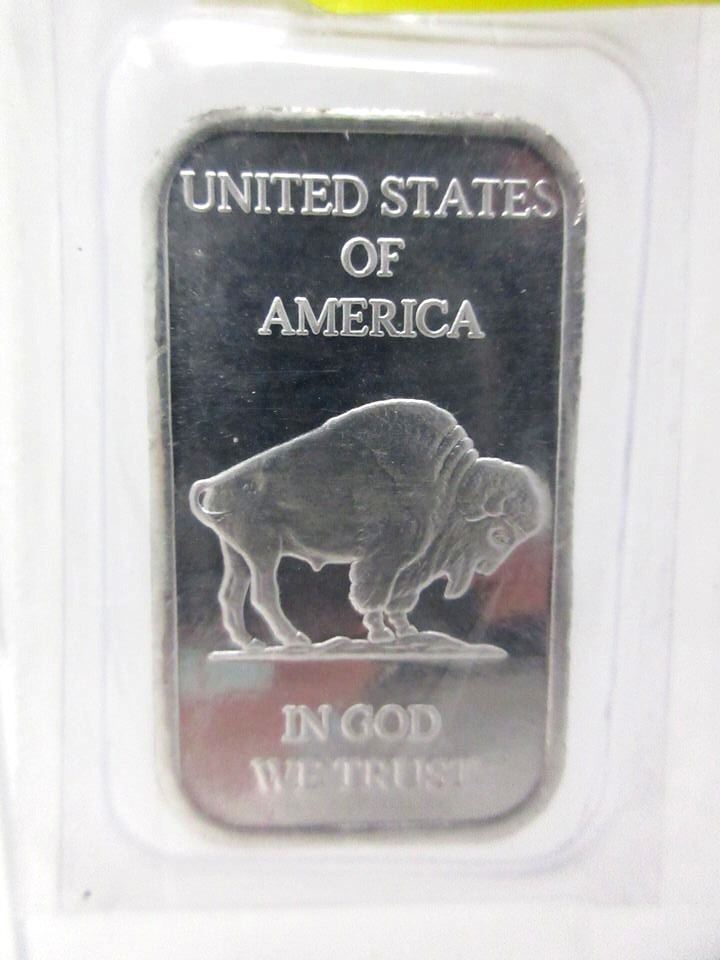 UNITED STATES
OF
AMERICA
IN GOD
WE TRUST